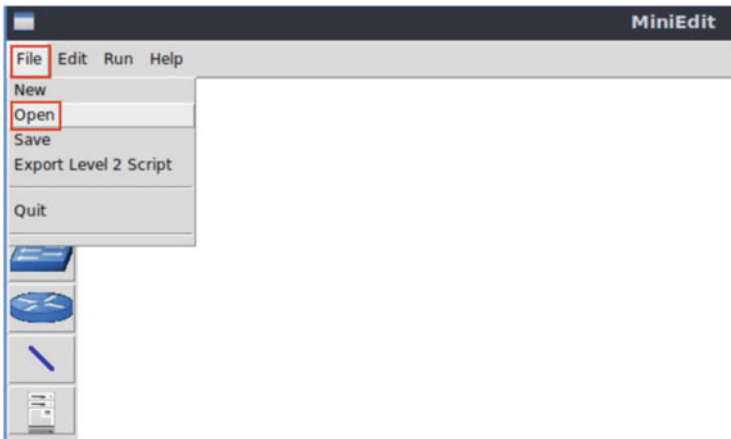 MiniEdit
File Edit Run Help
New
Open
Save
Export Level 2 Script
Quit